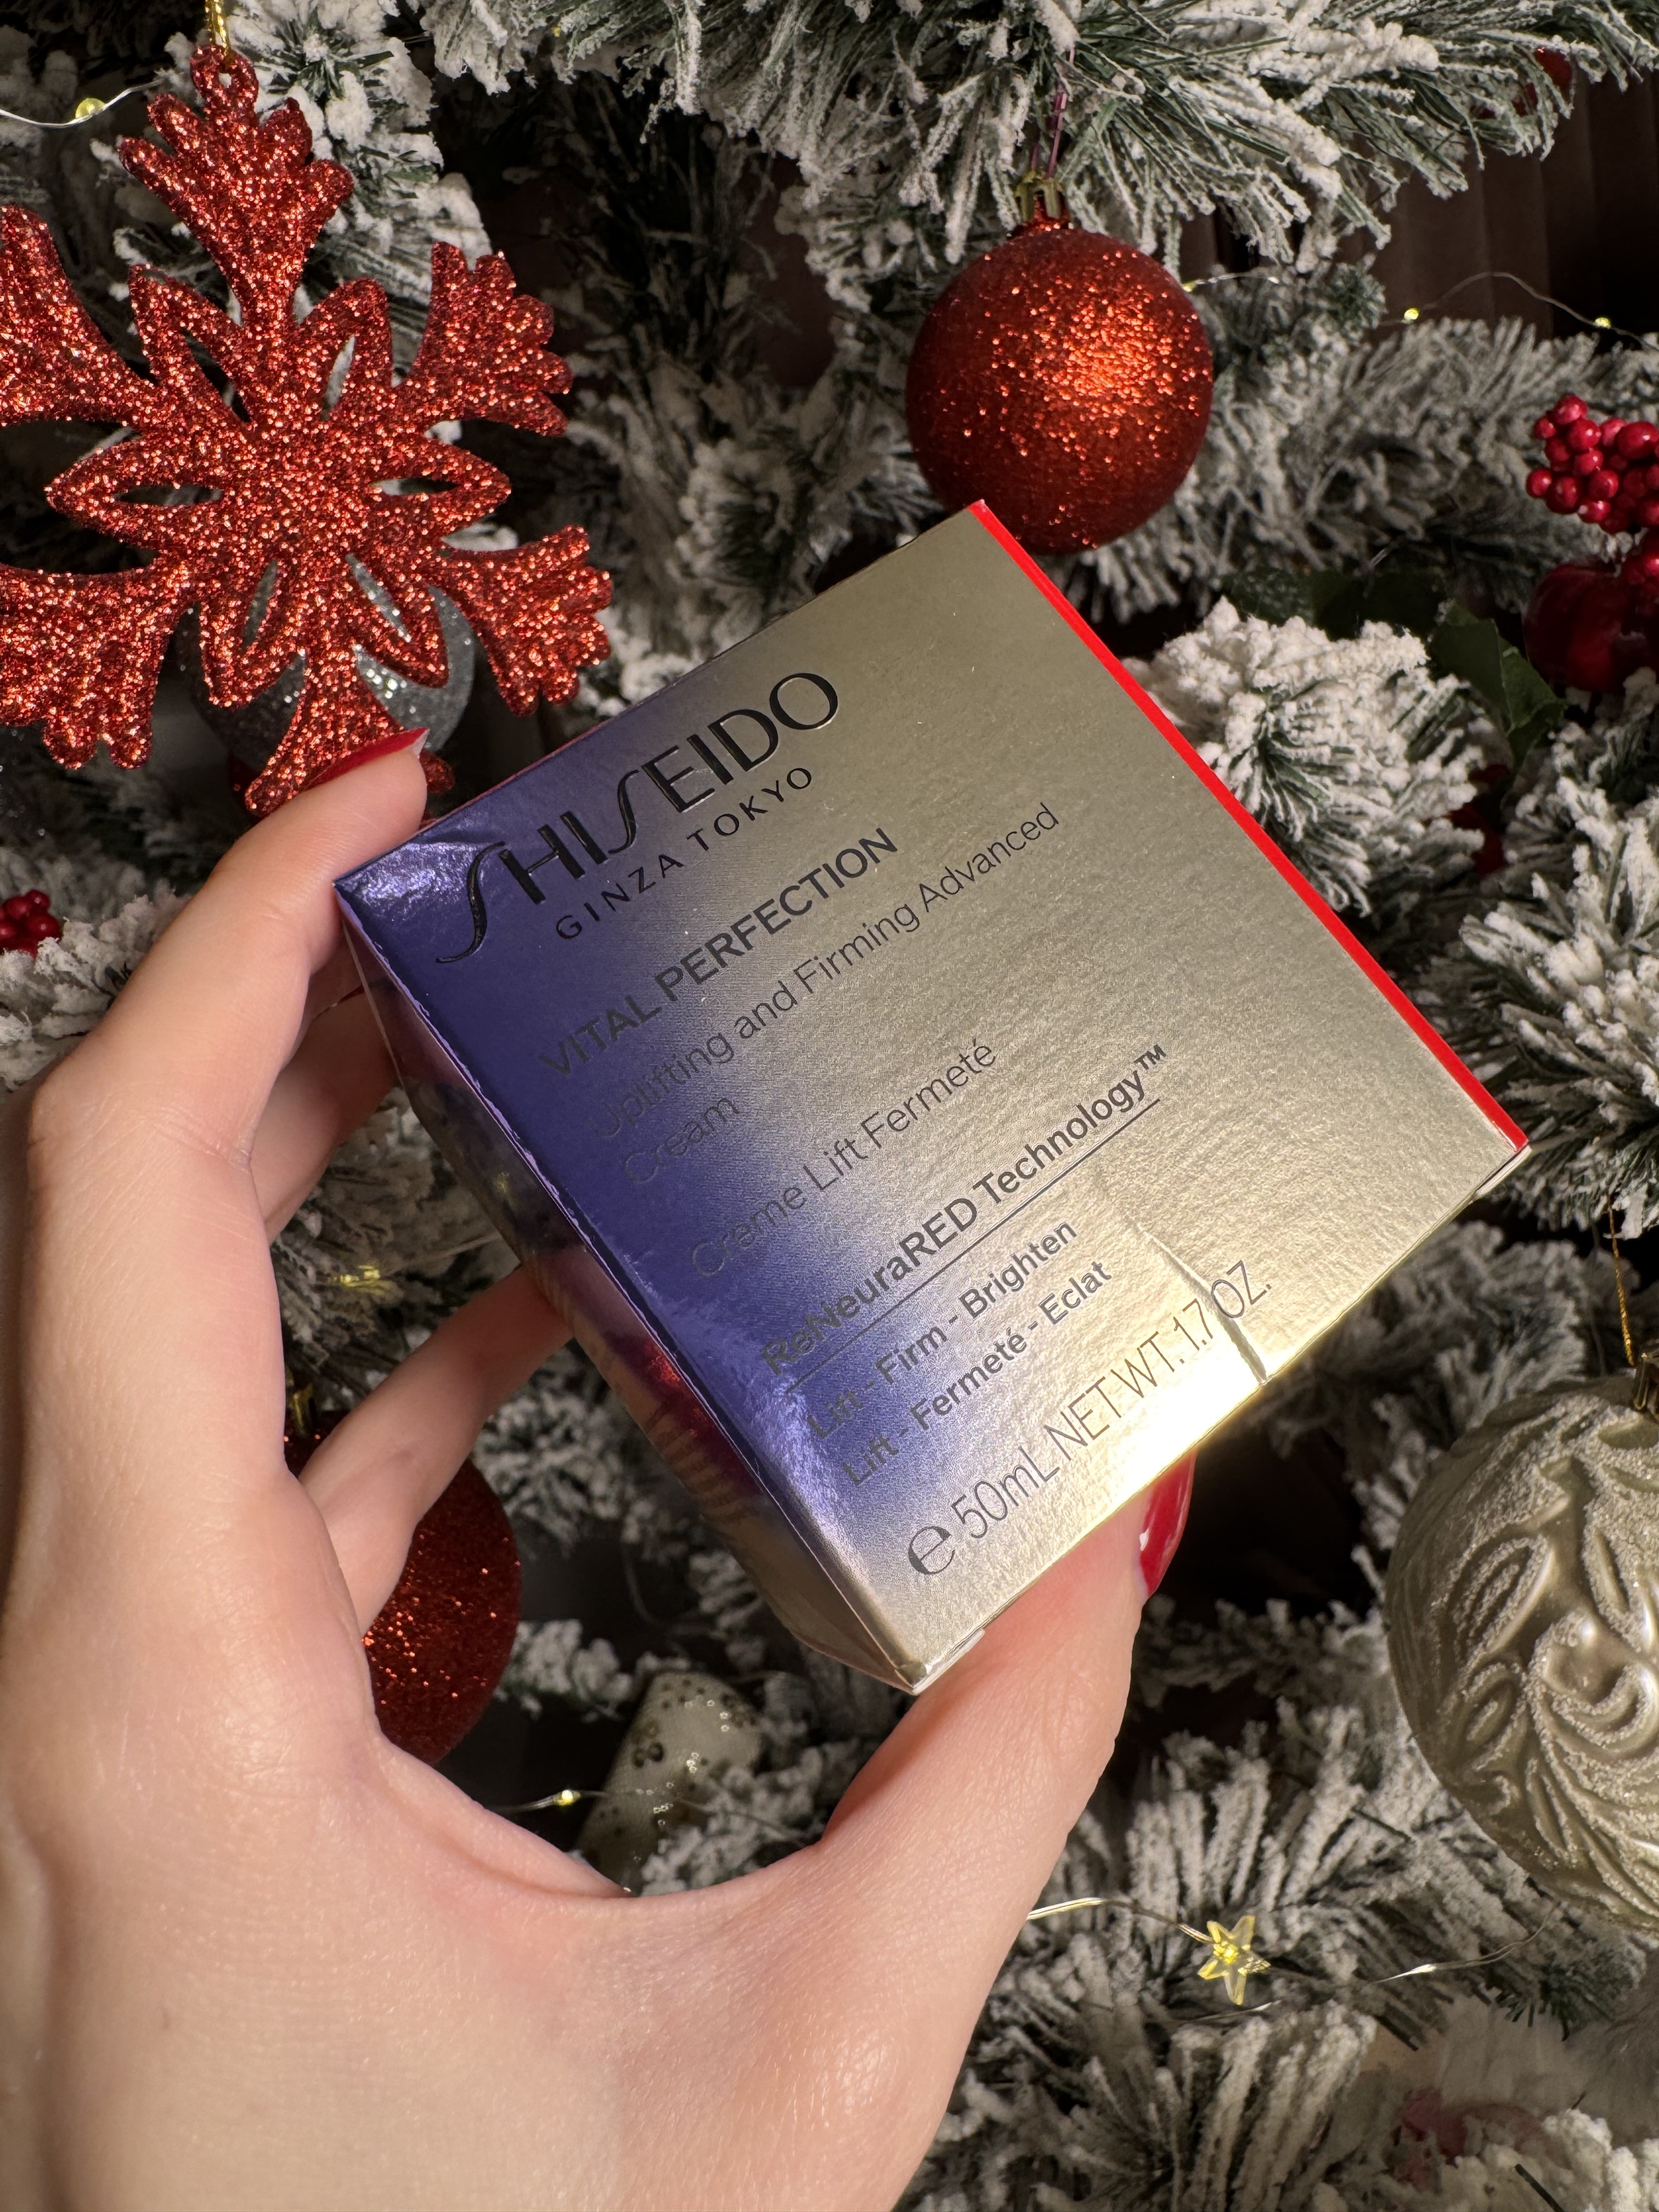 SHISEIDO
GINZA TOKYO
VITAL PERFECTION
Uplifting and Firming Advanced
Cream
Crème Lift Fermeté
ReNeuraRED Technology™
Lift - Firm - Brighten
Lift - Fermeté - Eclat
℮ 50mL NET WT. 1.7 OZ.